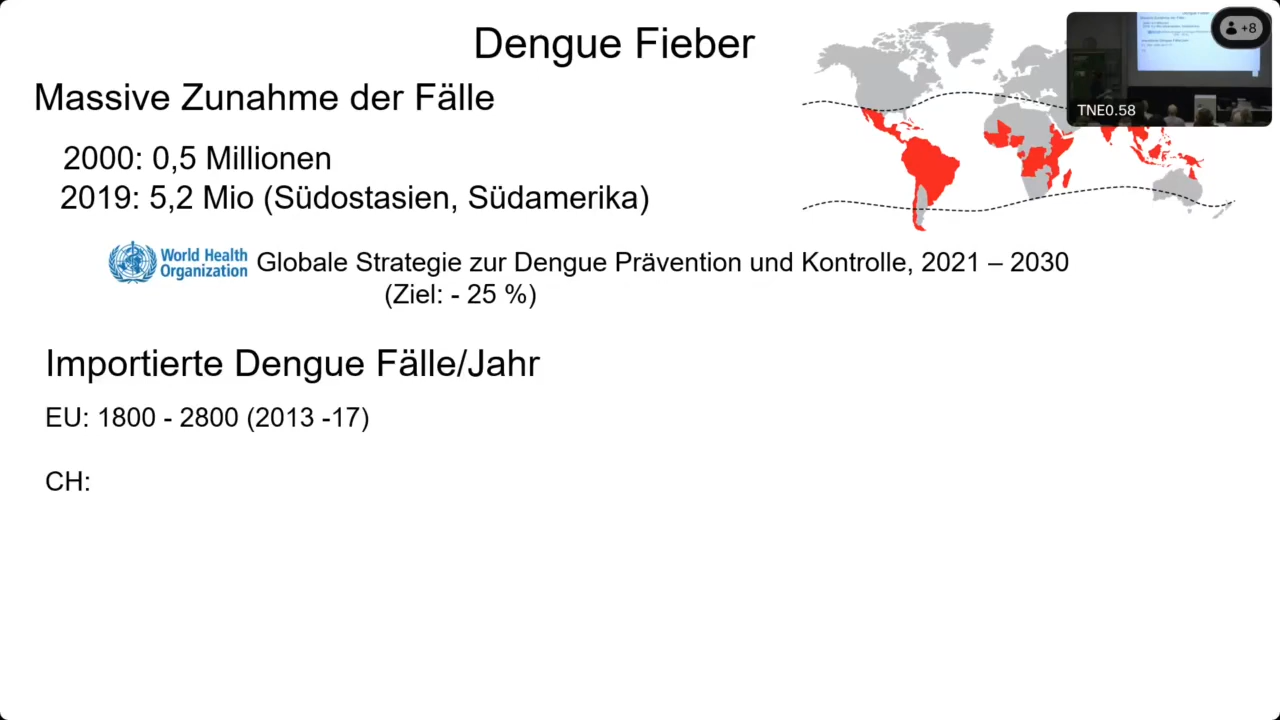 Dengue Fieber
Massive Zunahme der Fälle
2000: 0,5 Millionen
2019: 5,2 Mio (Südostasien, Südamerika)
World Health
Organization
Globale Strategie zur Dengue Prävention und Kontrolle, 2021 – 2030
(Ziel: - 25 %)
Importierte Dengue Fälle/Jahr
EU: 1800 - 2800 (2013 -17)
CH:
+8
TNE0.58